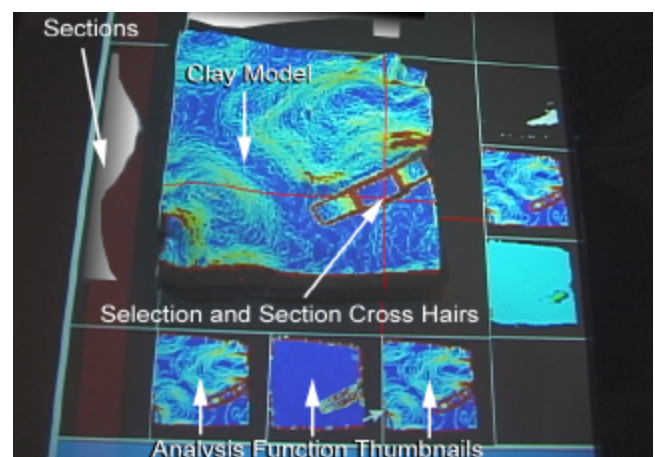 Sections
Clay Model
Selection and Section Cross Hairs
Analysis Function Thumbnails